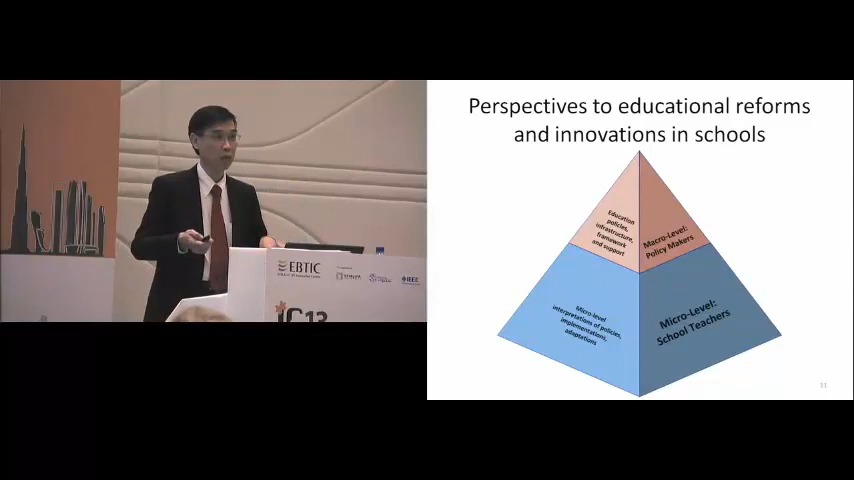 Perspectives to educational reforms
and innovations in schools
Education
policies,
infrastructure,
framework
and support
Macro-Level:
Policy Makers
Micro-level
interpretations of policies,
implementations,
adaptations
Micro-Level:
School Teachers
EBTIC
IEEE
13